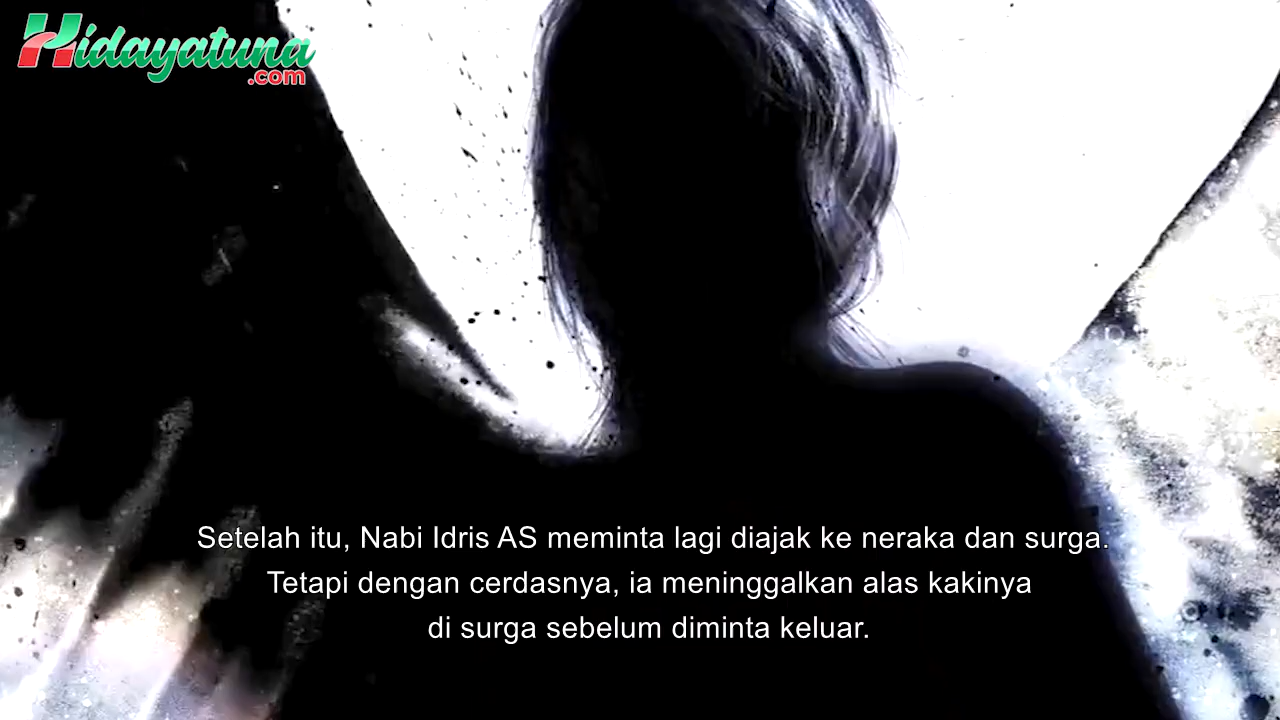 Hidayatuna
.com
Setelah itu, Nabi Idris AS meminta lagi diajak ke neraka dan surga.
Tetapi dengan cerdasnya, ia meninggalkan alas kakinya
di surga sebelum diminta keluar.